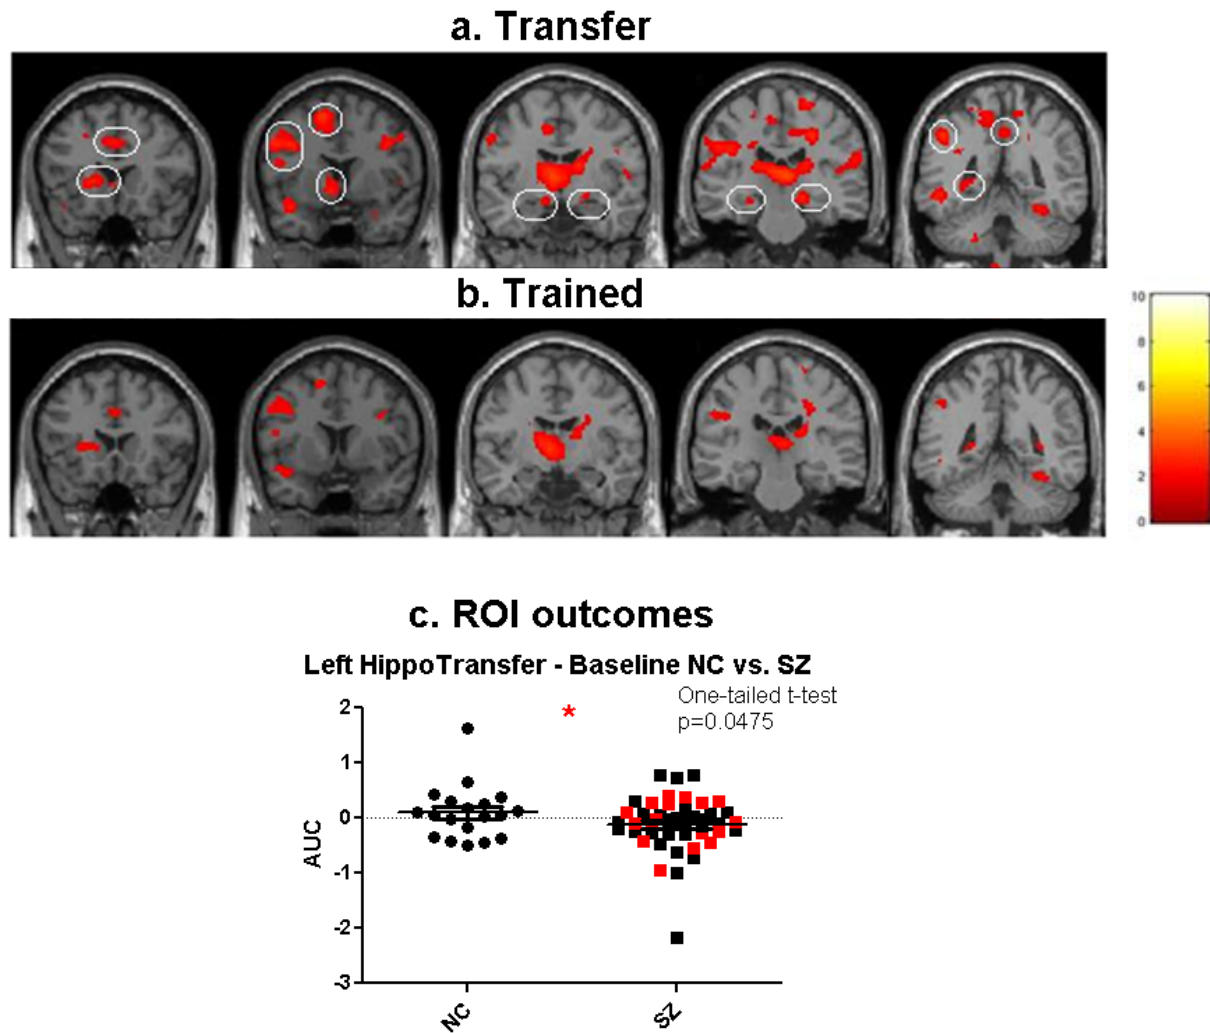 a. Transfer
b. Trained
10
8
6
4
2
0
c. ROI outcomes
Left HippoTransfer - Baseline NC vs. SZ
One-tailed t-test
p=0.0475
*
2
1
0
-1
-2
-3
AUC
NC
SZ